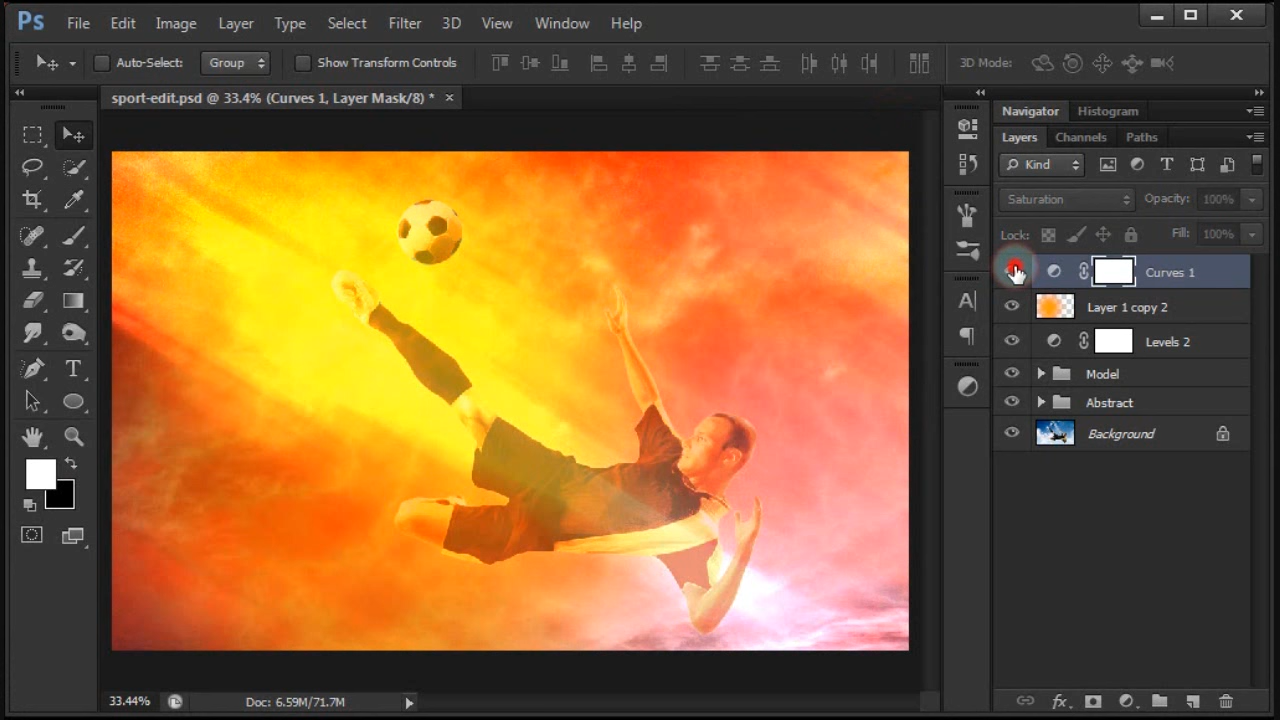 Ps File Edit Image Layer Type Select Filter 3D View Window Help
Auto-Select: Group Show Transform Controls 3D Mode:
sport-edit.psd @ 33.4% (Curves 1, Layer Mask/8) * ×
Navigator Histogram
Layers Channels Paths
Kind
Saturation Opacity: 100%
Lock: Fill: 100%
Curves 1
Layer 1 copy 2
Levels 2
Model
Abstract
Background
33.44% Doc: 6.59M/71.7M